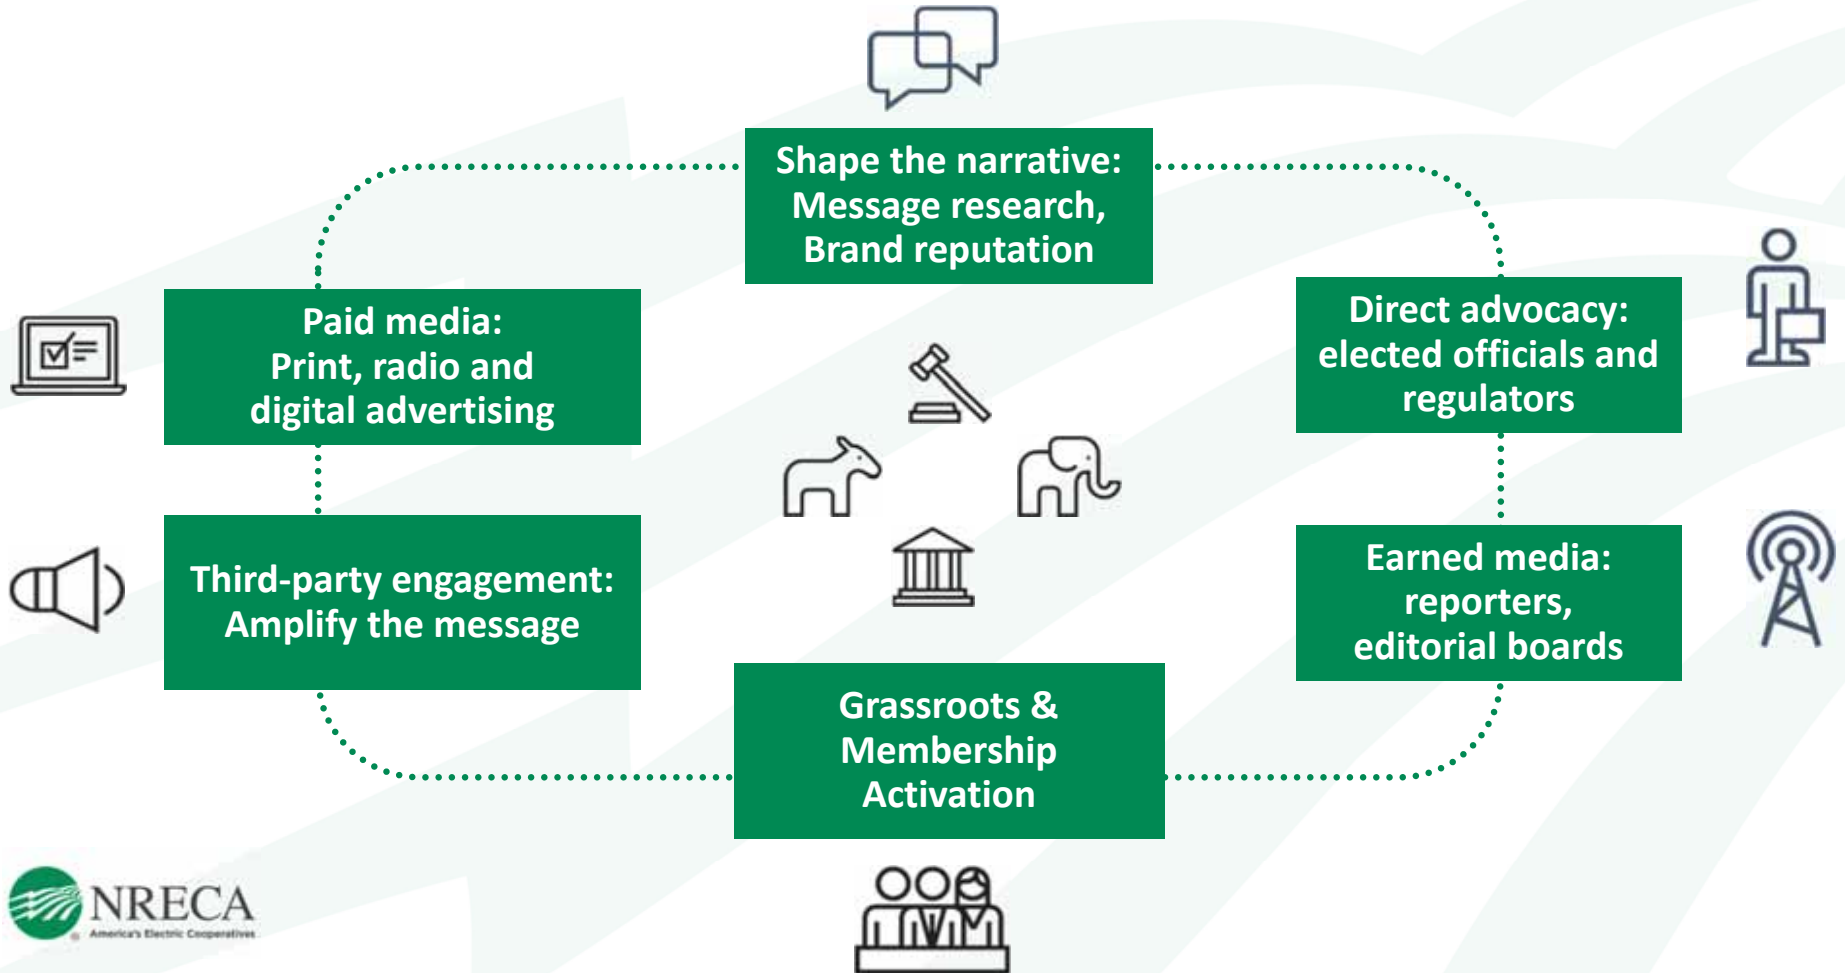 Shape the narrative:
Message research,
Brand reputation
Paid media:
Print, radio and
digital advertising
Direct advocacy:
elected officials and
regulators
Third-party engagement:
Amplify the message
Earned media:
reporters,
editorial boards
Grassroots &
Membership
Activation
NRECA
America's Electric Cooperatives